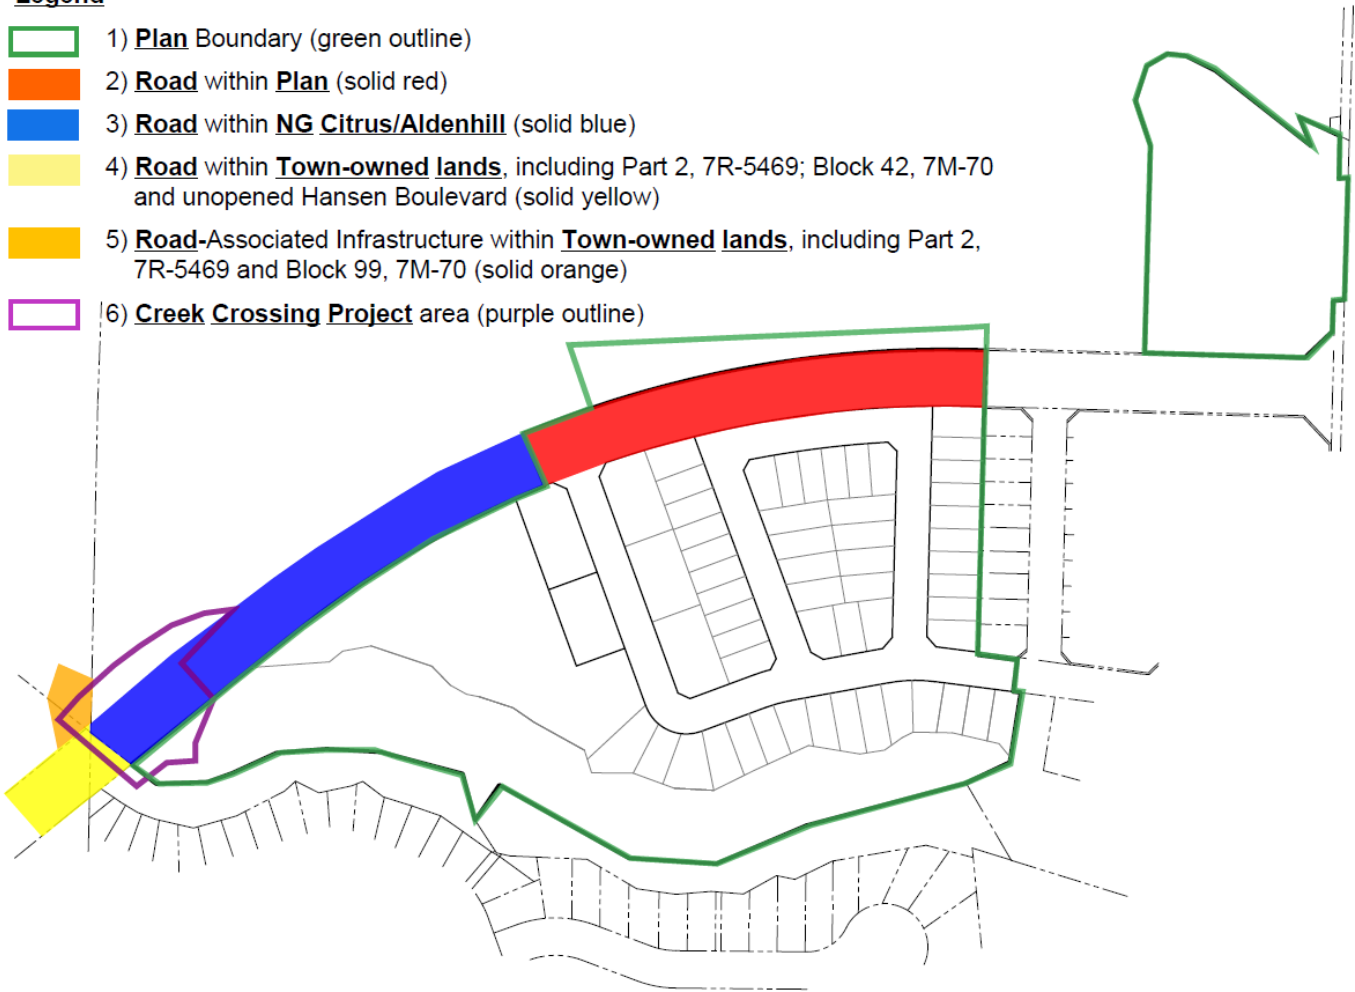 Legend
1) Plan Boundary (green outline)
2) Road within Plan (solid red)
3) Road within NG Citrus/Aldenhill (solid blue)
4) Road within Town-owned lands, including Part 2, 7R-5469; Block 42, 7M-70
and unopened Hansen Boulevard (solid yellow)
5) Road-Associated Infrastructure within Town-owned lands, including Part 2,
7R-5469 and Block 99, 7M-70 (solid orange)
6) Creek Crossing Project area (purple outline)